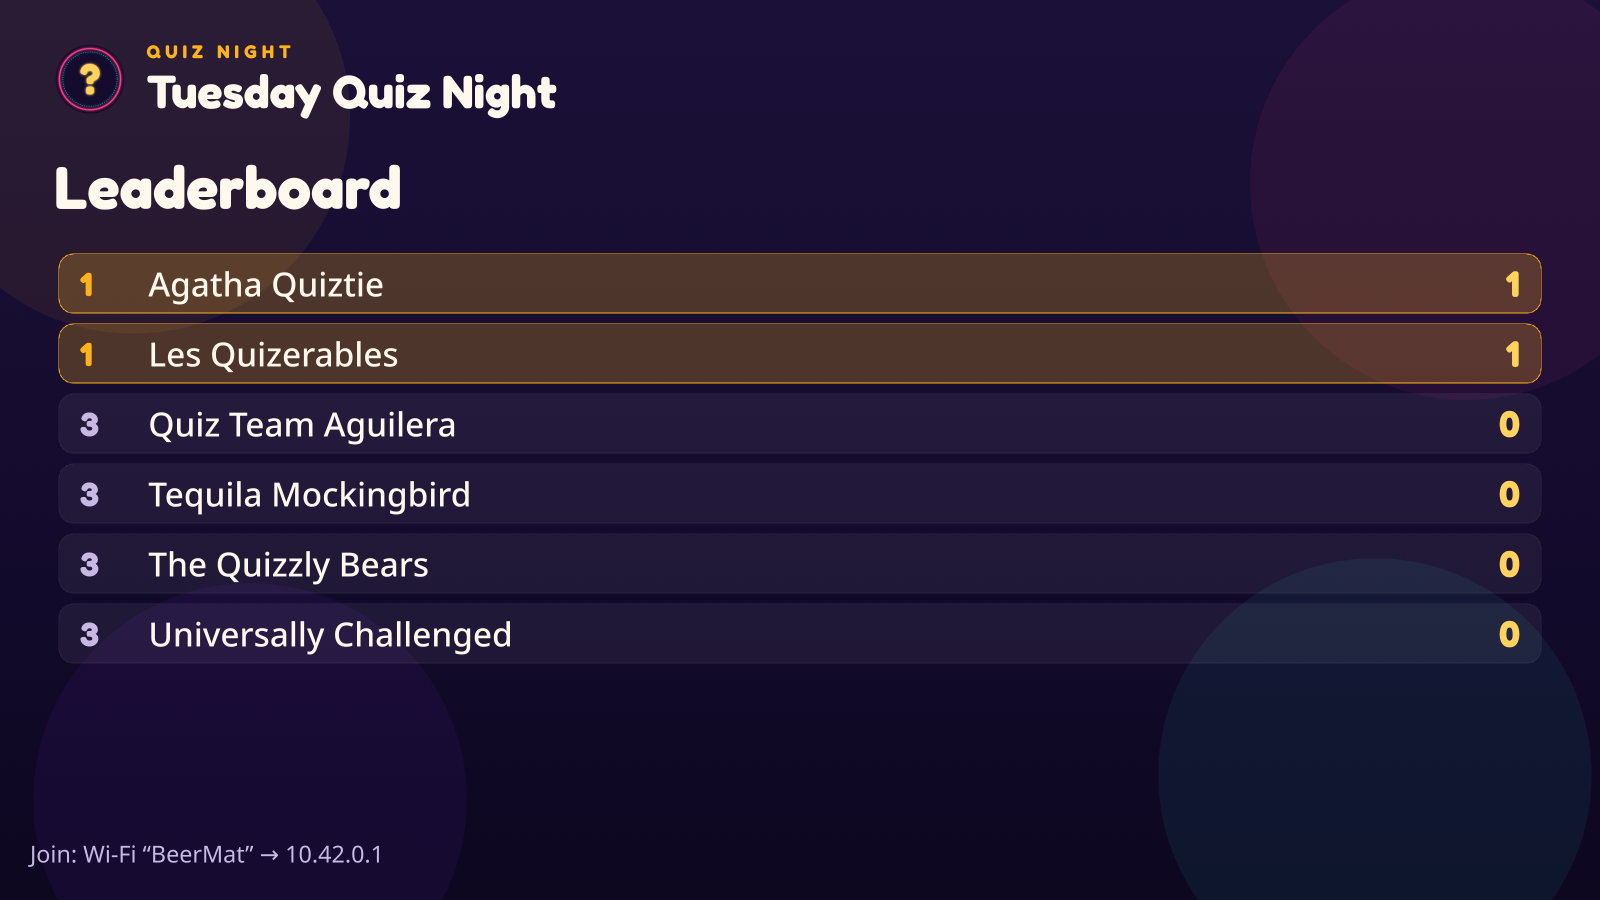 ?
QUIZ NIGHT
Tuesday Quiz Night
Leaderboard
1 Agatha Quiztie 1
1 Les Quizerables 1
3 Quiz Team Aguilera 0
3 Tequila Mockingbird 0
3 The Quizzly Bears 0
3 Universally Challenged 0
Join: Wi-Fi “BeerMat” → 10.42.0.1